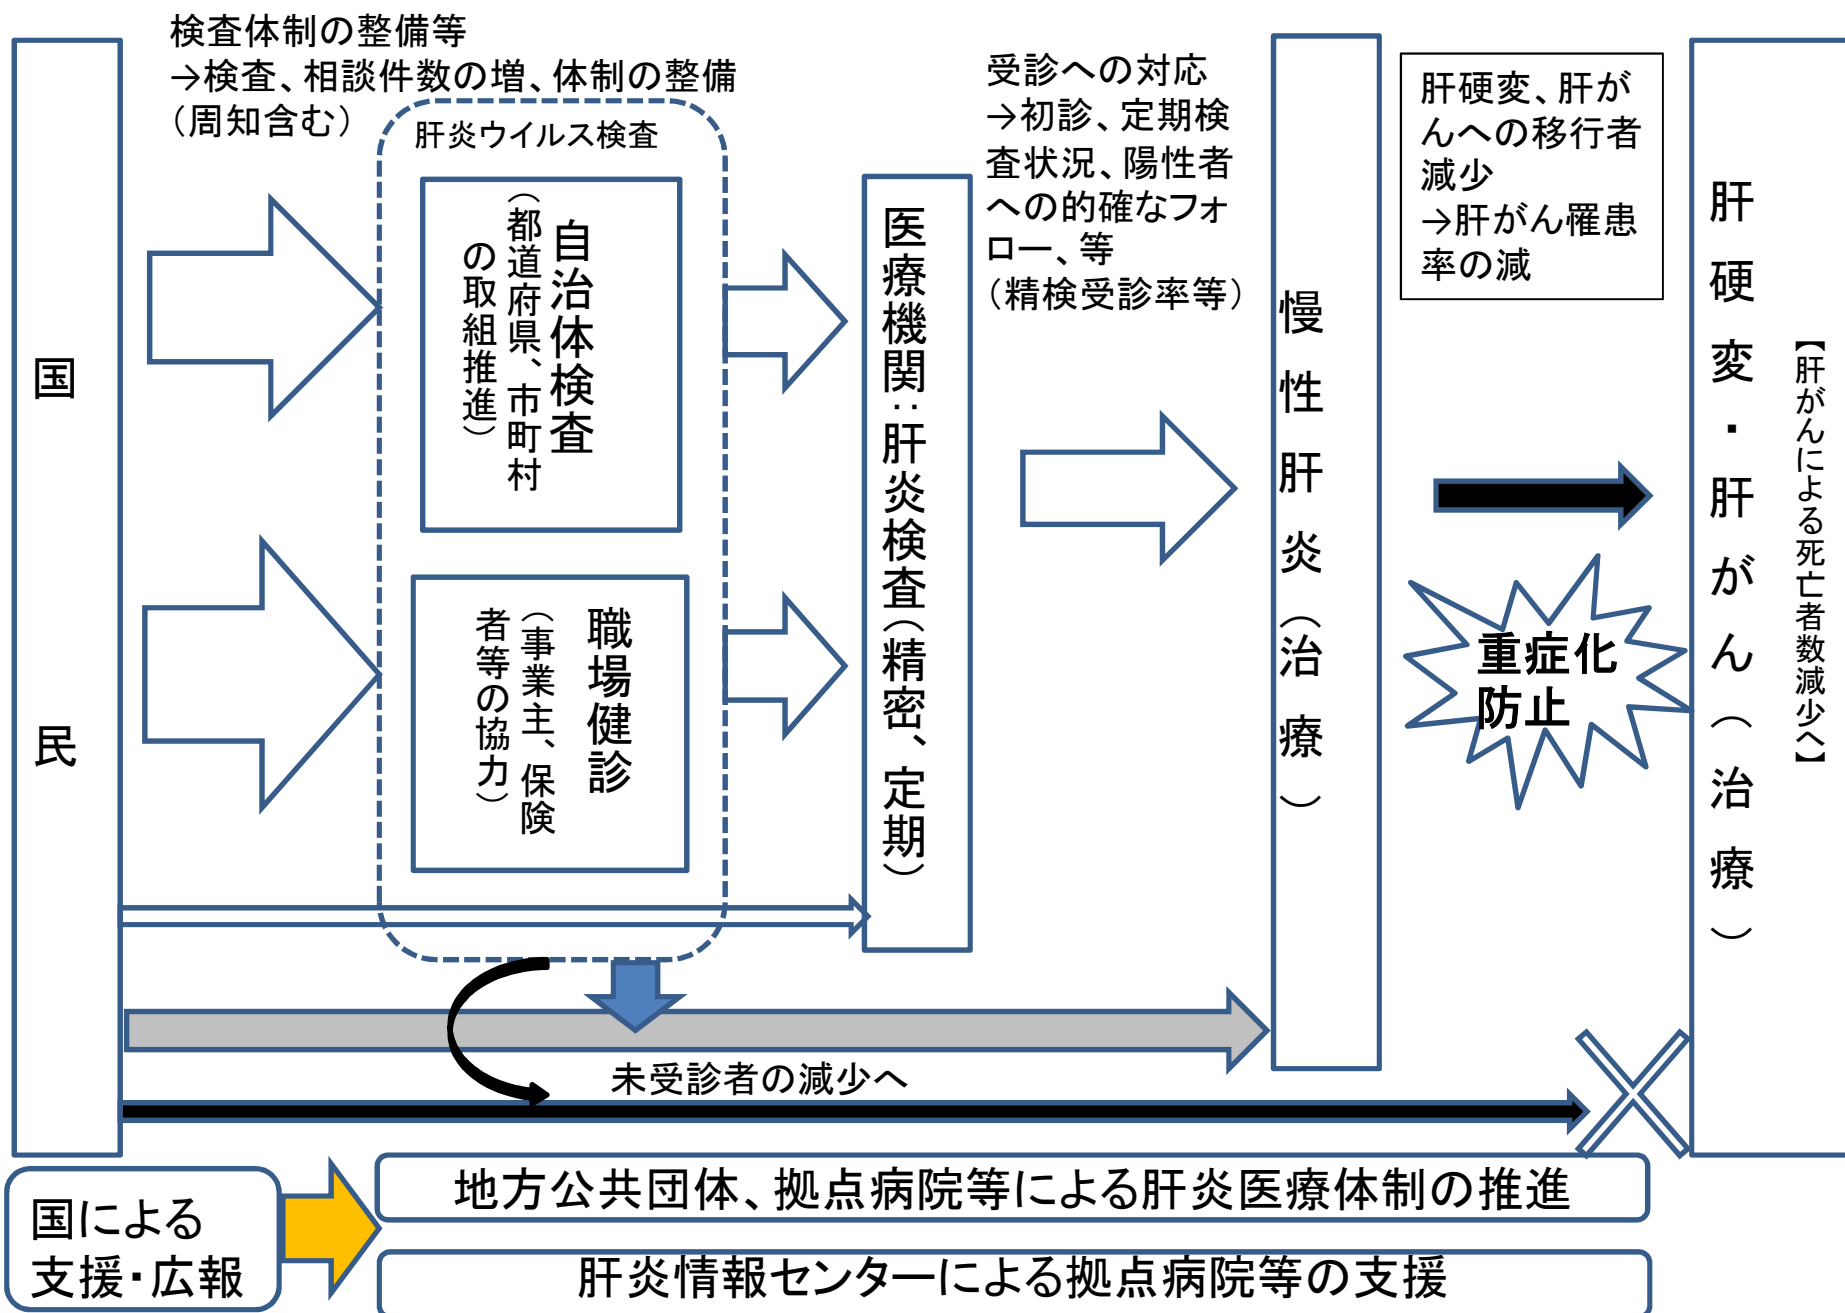 検査体制の整備等
→検査、相談件数の増、体制の整備
（周知含む）
国民
肝炎ウイルス検査
自治体検査
（都道府県、市町村
の取組推進）
職場健診
（事業主、保険
者等の協力）
医療機関：肝炎検査（精密、定期）
受診への対応
→初診、定期検
査状況、陽性者
への的確なフォ
ロー、等
（精検受診率等）
慢性肝炎（治療）
肝硬変、肝が
んへの移行者
減少
→肝がん罹患
率の減
重症化
防止
肝硬変・肝がん（治療）
【肝がんによる死亡者数減少へ】
未受診者の減少へ
国による
支援・広報
地方公共団体、拠点病院等による肝炎医療体制の推進
肝炎情報センターによる拠点病院等の支援